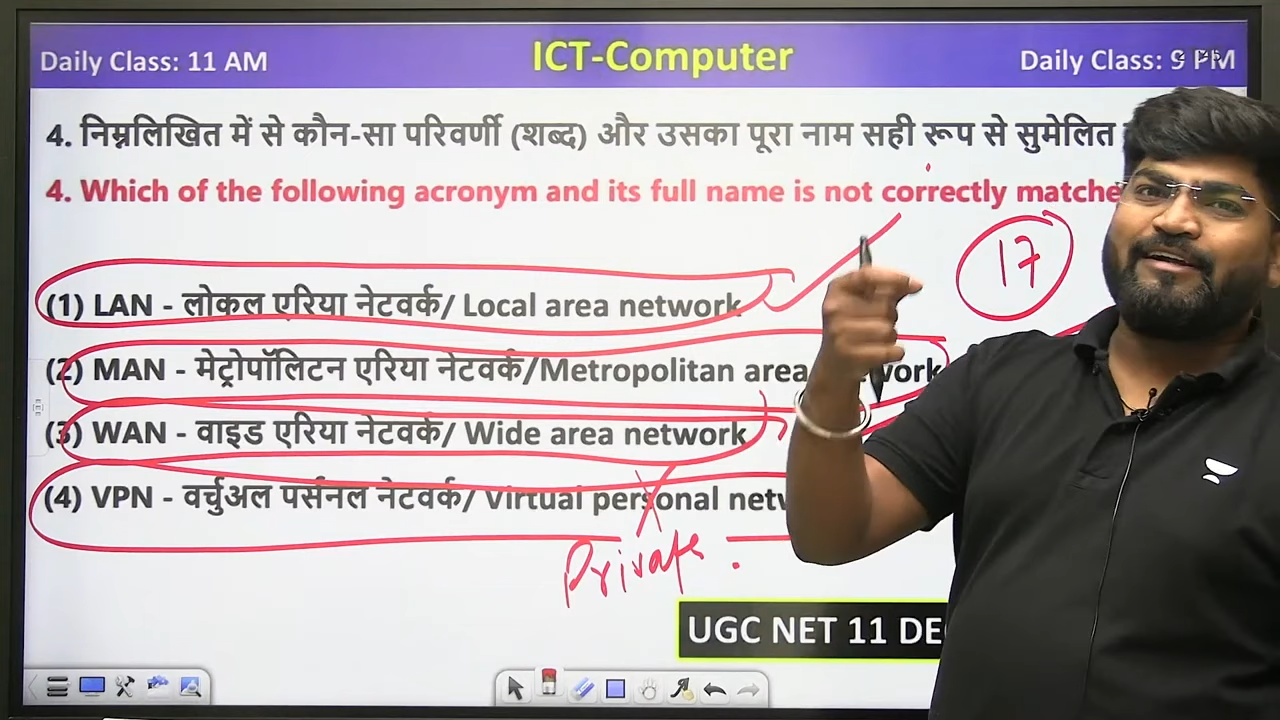 Daily Class: 11 AM
ICT-Computer
Daily Class: 9 PM
4. निम्नलिखित में से कौन-सा परिवर्णी (शब्द) और उसका पूरा नाम सही रूप से सुमेलित
4. Which of the following acronym and its full name is not correctly matche
17
(1) LAN - लोकल एरिया नेटवर्क/ Local area network
(2) MAN - मेट्रोपॉलिटन एरिया नेटवर्क/Metropolitan area work
(3) WAN - वाइड एरिया नेटवर्क/ Wide area network
(4) VPN - वर्चुअल पर्सनल नेटवर्क/ Virtual personal netw
Private
UGC NET 11 DE